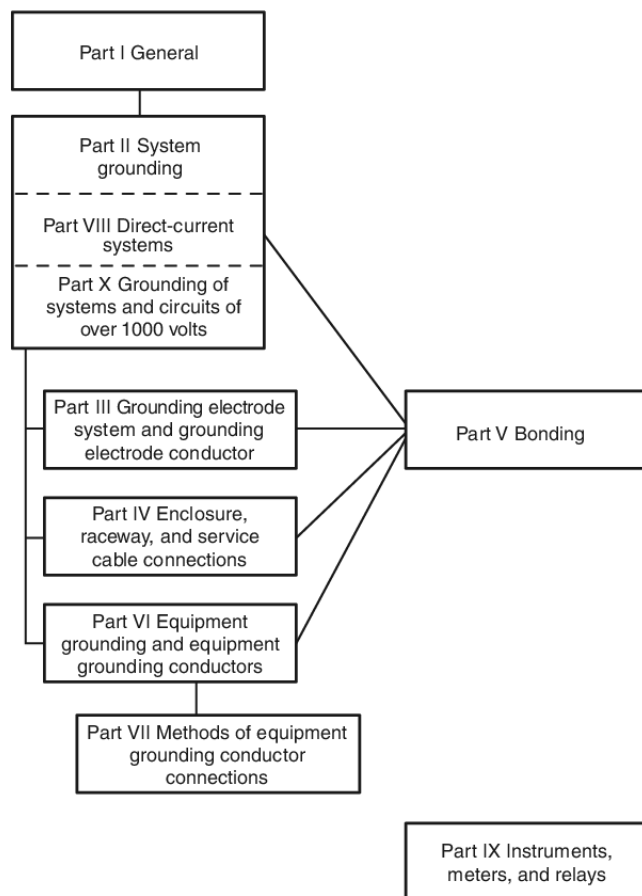 Part I General
Part II System
grounding
Part VIII Direct-current
systems
Part X Grounding of
systems and circuits of
over 1000 volts
Part III Grounding electrode
system and grounding
electrode conductor
Part V Bonding
Part IV Enclosure,
raceway, and service
cable connections
Part VI Equipment
grounding and equipment
grounding conductors
Part VII Methods of equipment
grounding conductor
connections
Part IX Instruments,
meters, and relays